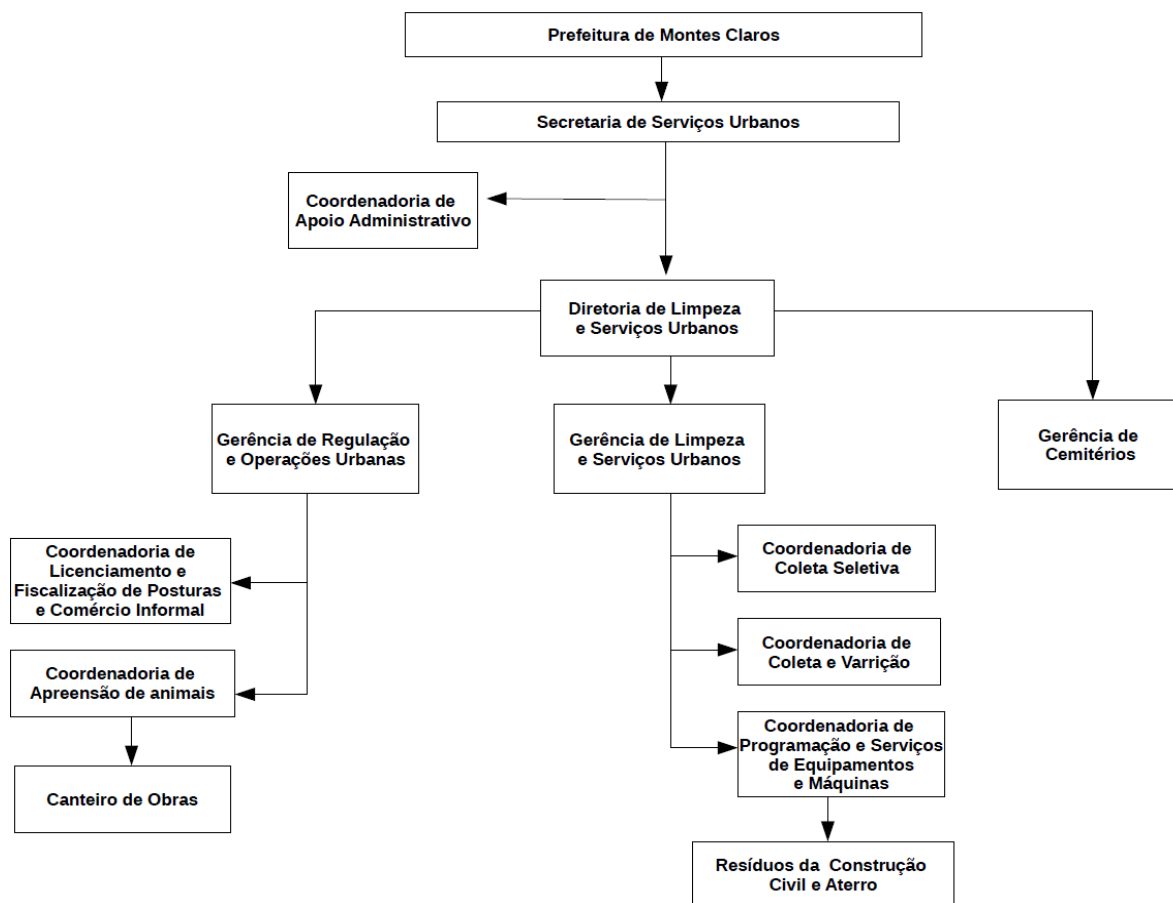 Prefeitura de Montes Claros
Secretaria de Serviços Urbanos
Coordenadoria de
Apoio Administrativo
Diretoria de Limpeza
e Serviços Urbanos
Gerência de Regulação
e Operações Urbanas
Gerência de Limpeza
e Serviços Urbanos
Gerência de
Cemitérios
Coordenadoria de
Licenciamento e
Fiscalização de Posturas
e Comércio Informal
Coordenadoria de
Apreensão de animais
Canteiro de Obras
Coordenadoria de
Coleta Seletiva
Coordenadoria de
Coleta e Varrição
Coordenadoria de
Programação e Serviços
de Equipamentos
e Máquinas
Resíduos da Construção
Civil e Aterro